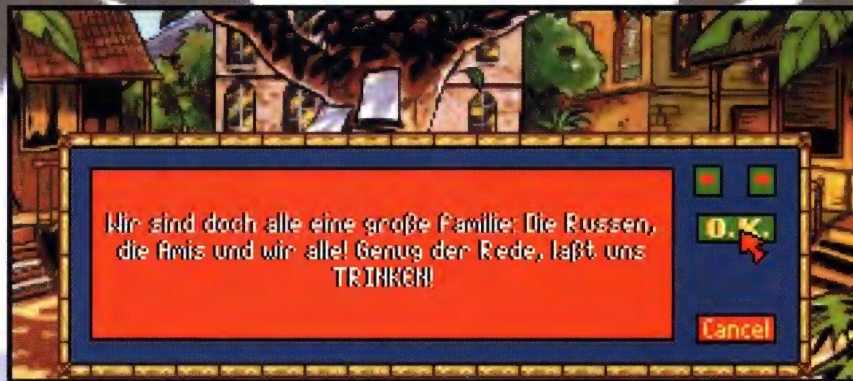 Wir sind doch alle eine große Familie: Die Russen,
die Amis und wir alle! Genug der Rede, laßt uns
TRINKEN!
O.K.
Cancel